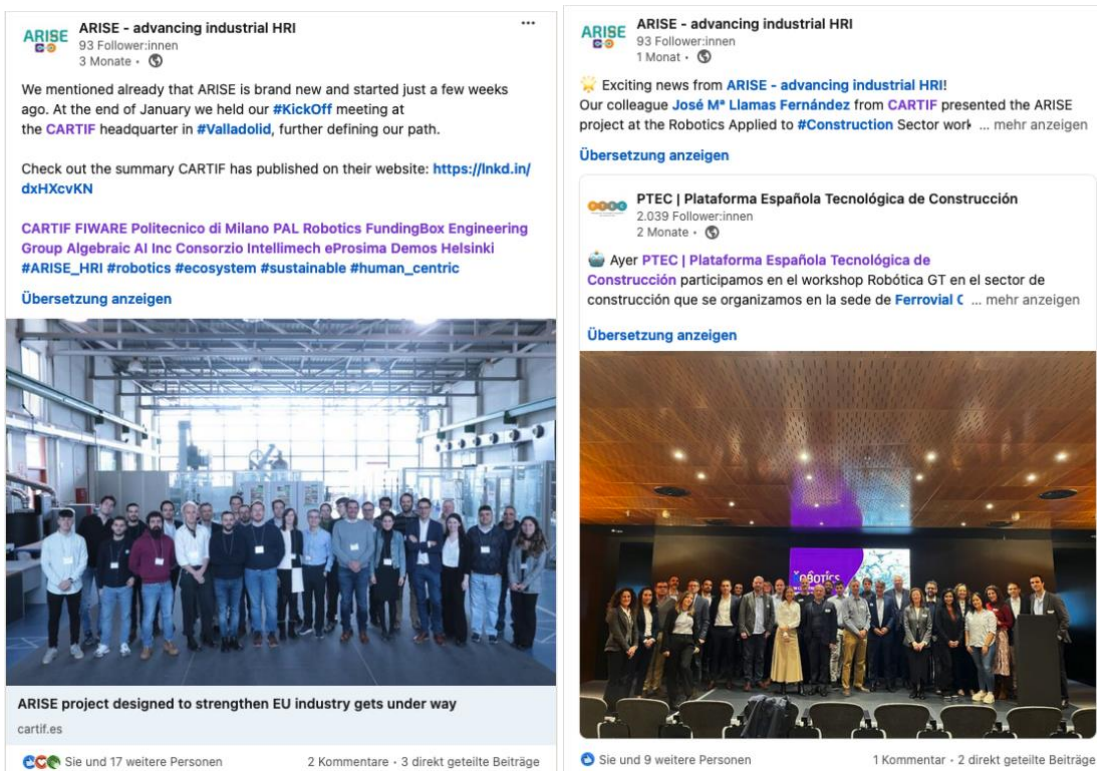 ARISE
ARISE - advancing industrial HRI
93 Follower:innen
3 Monate •
We mentioned already that ARISE is brand new and started just a few weeks
ago. At the end of January we held our #KickOff meeting at
the CARTIF headquarter in #Valladolid, further defining our path.
Check out the summary CARTIF has published on their website: https://lnkd.in/
dxHXcvKN
CARTIF FIWARE Politecnico di Milano PAL Robotics FundingBox Engineering
Group Algebraic AI Inc Consorzio Intellimech eProsima Demos Helsinki
#ARISE_HRI #robotics #ecosystem #sustainable #human_centric
Übersetzung anzeigen
ARISE project designed to strengthen EU industry gets under way
cartif.es
Sie und 17 weitere Personen
2 Kommentare • 3 direkt geteilte Beiträge
ARISE
ARISE - advancing industrial HRI
93 Follower:innen
1 Monat •
Exciting news from ARISE - advancing industrial HRI!
Our colleague José Mª Llamas Fernández from CARTIF presented the ARISE
project at the Robotics Applied to #Construction Sector work ... mehr anzeigen
Übersetzung anzeigen
PTEC
PTEC | Plataforma Española Tecnológica de Construcción
2.039 Follower:innen
2 Monate •
Ayer PTEC | Plataforma Española Tecnológica de
Construcción participamos en el workshop Robótica GT en el sector de
construcción que se organizamos en la sede de Ferrovial C ... mehr anzeigen
Übersetzung anzeigen
ROBOTICS
Sie und 9 weitere Personen
1 Kommentar • 2 direkt geteilte Beiträge